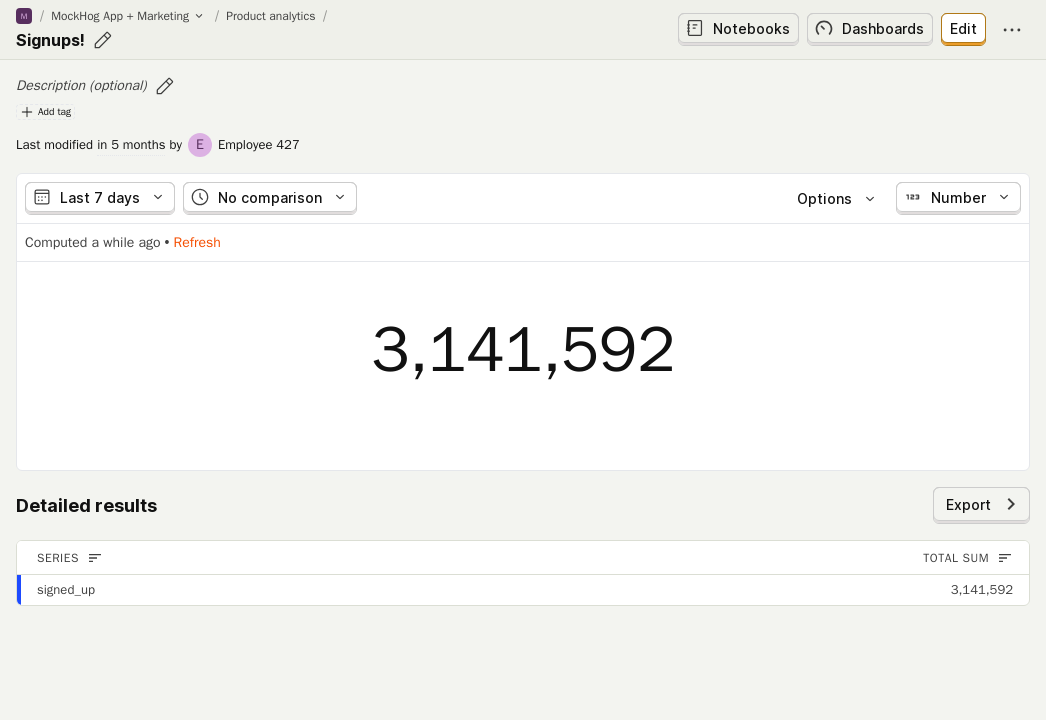 M / MockHog App + Marketing / Product analytics /
Signups!
Notebooks Dashboards Edit
Description (optional)
Add tag
Last modified in 5 months by E Employee 427
Last 7 days No comparison Options 123 Number
Computed a while ago • Refresh
3,141,592
Detailed results Export
SERIES TOTAL SUM
signed_up 3,141,592